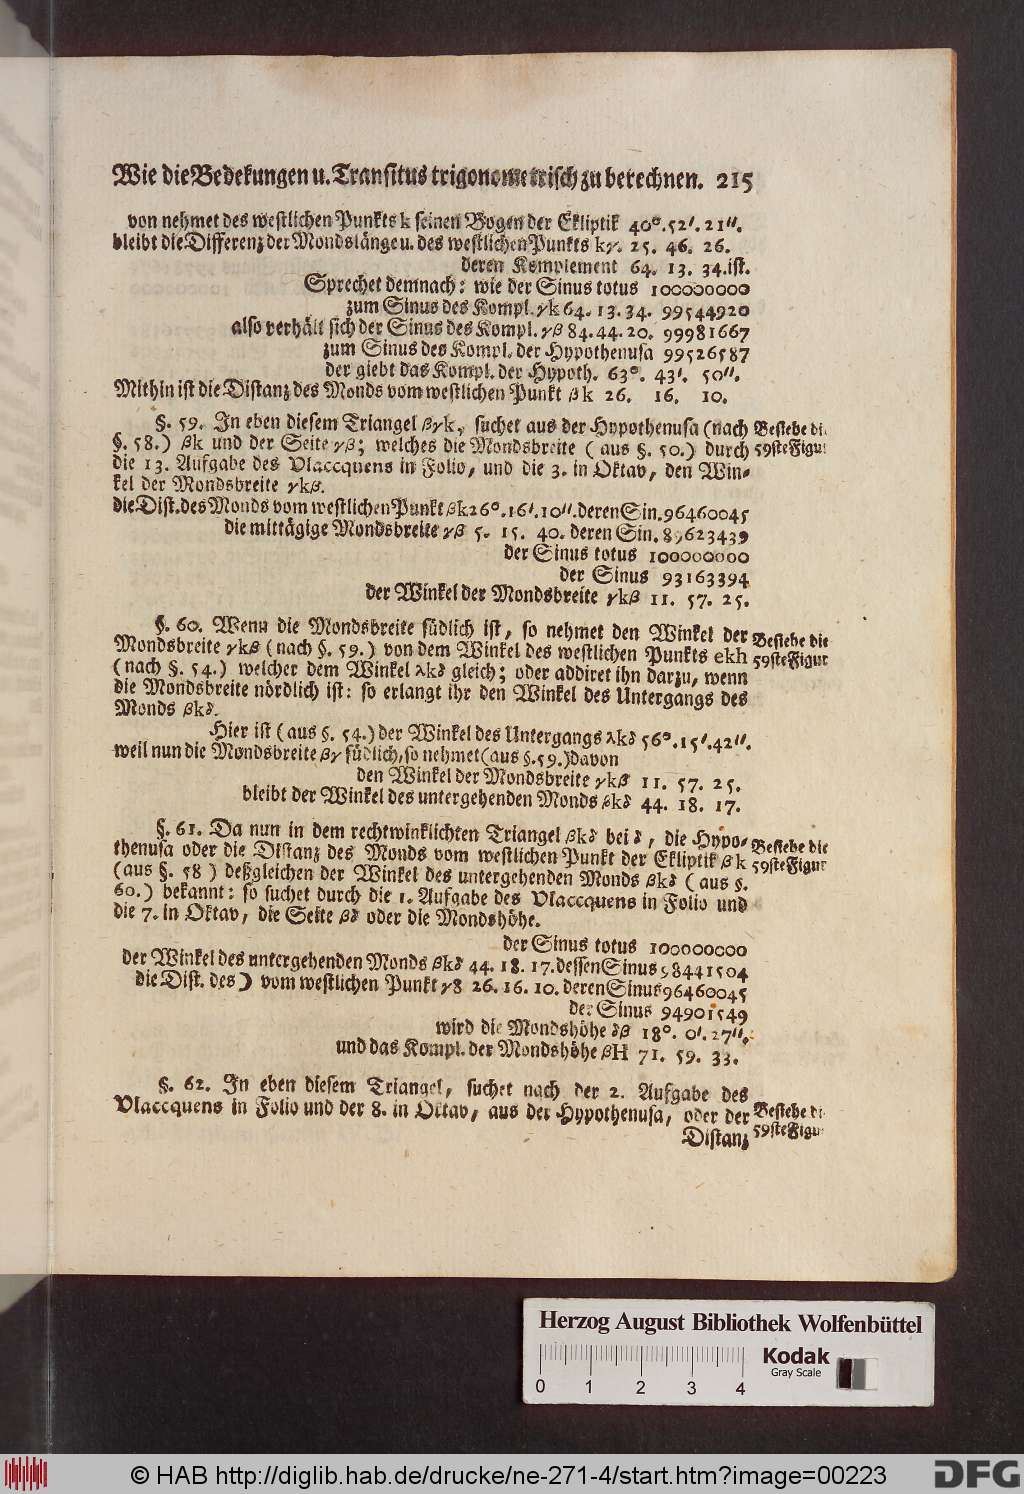 Wie die Bedekungen u. Transitus trigonometrisch zu berechnen. 215
von nehmet des westlichen Punkts k seinen Bogen der Ekliptik 40°. 52'. 21''.
bleibt die Differenz der Mondslänge u. des westlichen Punkts kγ. 25. 46. 26.
deren Komplement 64. 13. 34. ist.
Sprechet demnach: wie der Sinus totus 100000000
zum Sinus des Kompl. γk 64. 13. 34. 99544920
also verhält sich der Sinus des Kompl. γβ 84. 44. 20. 99981667
zum Sinus des Kompl. der Hypothenusa 99526587
der giebt das Kompl. der Hypoth. 63°. 43'. 50''.
Mithin ist die Distanz des Monds vom westlichen Punkt βk 26. 16. 10.
§. 59. In eben diesem Triangel βγk, suchet aus der Hypothenusa (nach
§. 58.) βk und der Seite γβ; welches die Mondsbreite (aus §. 50.) durch
die 13. Aufgabe des Vlaccquens in Folio, und die 3. in Oktav, den Win-
kel der Mondsbreite γkβ.
Bestehe die
59ste Figur
die Dist. des Monds vom westlichen Punkt βk 26°. 16'. 10''. deren Sin. 96460045
die mittägige Mondsbreite γβ 5. 15. 40. deren Sin. 89623439
der Sinus totus 100000000
der Sinus 93163394
der Winkel der Mondsbreite γkβ 11. 57. 25.
§. 60. Wenn die Mondsbreite südlich ist, so nehmet den Winkel der
Mondsbreite γkβ (nach §. 59.) von dem Winkel des westlichen Punkts ekh
(nach §. 54.) welcher dem Winkel λkδ gleich; oder addiret ihn darzu, wenn
die Mondsbreite nördlich ist: so erlangt ihr den Winkel des Untergangs des
Monds βkδ.
Bestehe die
59ste Figur
Hier ist (aus §. 54.) der Winkel des Untergangs λkδ 56°. 15'. 42''.
weil nun die Mondsbreite βγ südlich, so nehmet (aus §. 59.) davon
den Winkel der Mondsbreite γkβ 11. 57. 25.
bleibt der Winkel des untergehenden Monds βkδ 44. 18. 17.
§. 61. Da nun in dem rechtwinklichten Triangel βkδ bei δ, die Hypo-
thenusa oder die Distanz des Monds vom westlichen Punkt der Ekliptik βk
(aus §. 58) deßgleichen der Winkel des untergehenden Monds βkδ (aus §.
60.) bekannt: so suchet durch die 1. Aufgabe des Vlaccquens in Folio und
die 7. in Oktav, die Seite βδ oder die Mondshöhe.
Bestehe die
59ste Figur
der Sinus totus 100000000
der Winkel des untergehenden Monds βkδ 44. 18. 17. dessen Sinus 98441504
die Dist. des ☽ vom westlichen Punkt γ8 26. 16. 10. deren Sinus 96460045
der Sinus 94901549
wird die Mondshöhe δβ 18°. 0'. 27''.
und das Kompl. der Mondshöhe βH 71. 59. 33.
§. 62. In eben diesem Triangel, suchet nach der 2. Aufgabe des
Vlaccquens in Folio und der 8. in Octav, aus der Hypothenusa, oder der
Distanz
Bestehe di
59ste Figu
Herzog August Bibliothek Wolfenbüttel
Kodak
Gray Scale
0 1 2 3 4
© HAB http://diglib.hab.de/drucke/ne-271-4/start.htm?image=00223
DFG